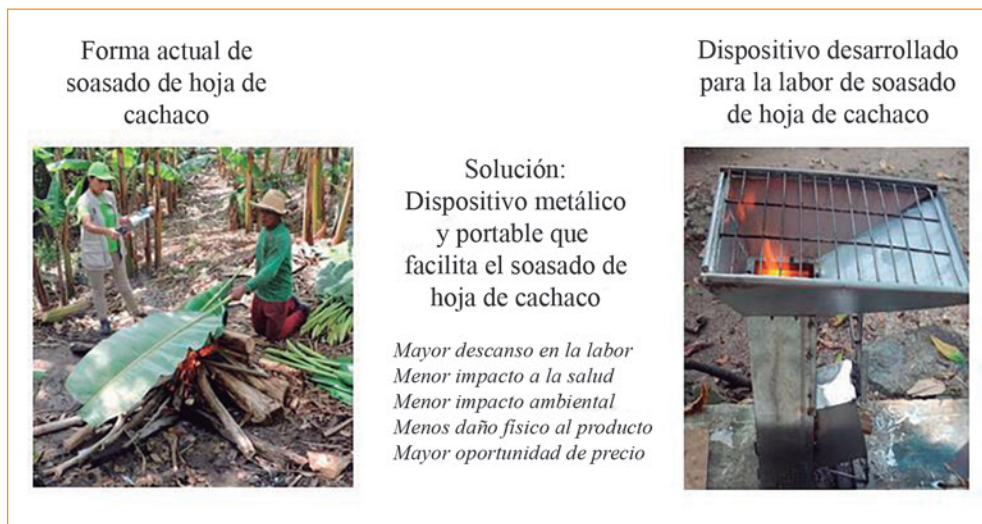 Forma actual de
soasado de hoja de
cachaco
Solución:
Dispositivo metálico
y portable que
facilita el soasado de
hoja de cachaco
Mayor descanso en la labor
Menor impacto a la salud
Menor impacto ambiental
Menos daño físico al producto
Mayor oportunidad de precio
Dispositivo desarrollado
para la labor de soasado
de hoja de cachaco